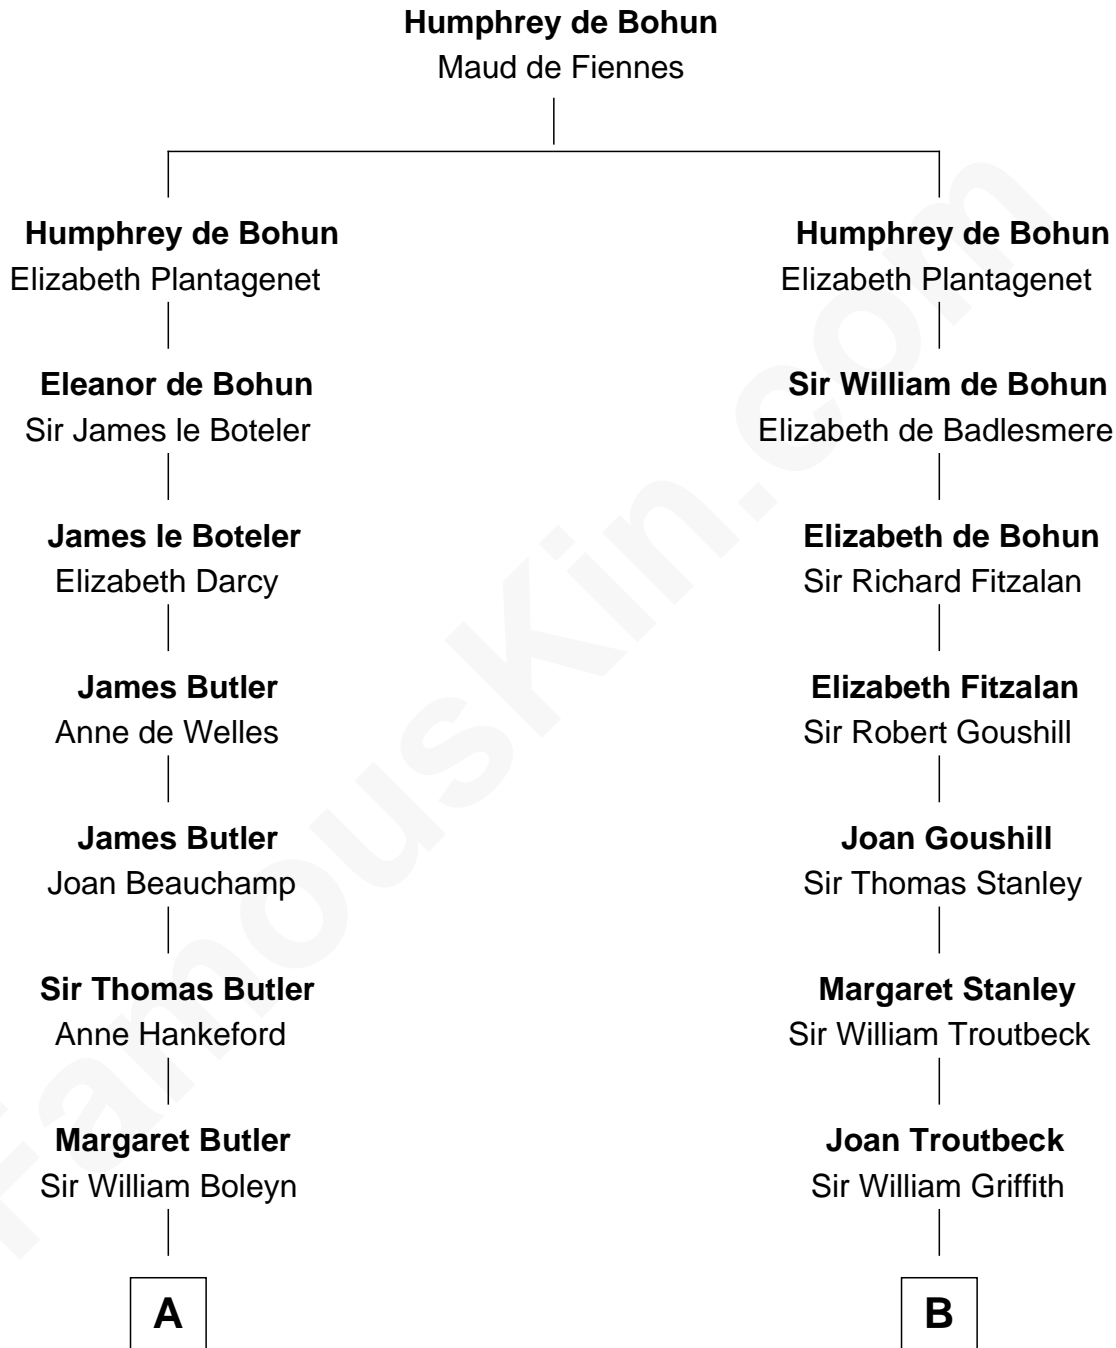 Humphrey de Bohun
Maud de Fiennes
Humphrey de Bohun
Elizabeth Plantagenet
Eleanor de Bohun
Sir James le Boteler
James le Boteler
Elizabeth Darcy
James Butler
Anne de Welles
James Butler
Joan Beauchamp
Sir Thomas Butler
Anne Hankeford
Margaret Butler
Sir William Boleyn
A
Humphrey de Bohun
Elizabeth Plantagenet
Sir William de Bohun
Elizabeth de Badlesmere
Elizabeth de Bohun
Sir Richard Fitzalan
Elizabeth Fitzalan
Sir Robert Goushill
Joan Goushill
Sir Thomas Stanley
Margaret Stanley
Sir William Troutbeck
Joan Troutbeck
Sir William Griffith
B
FamousKin.com